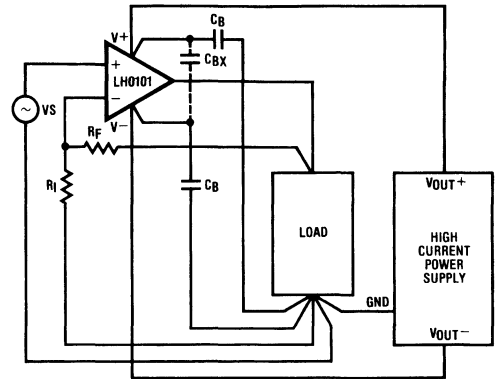 V+
CB
CBX
+
LH0101
−
VS
V−
RF
RI
CB
LOAD
VOUT+
HIGH
CURRENT
POWER
SUPPLY
GND
VOUT−